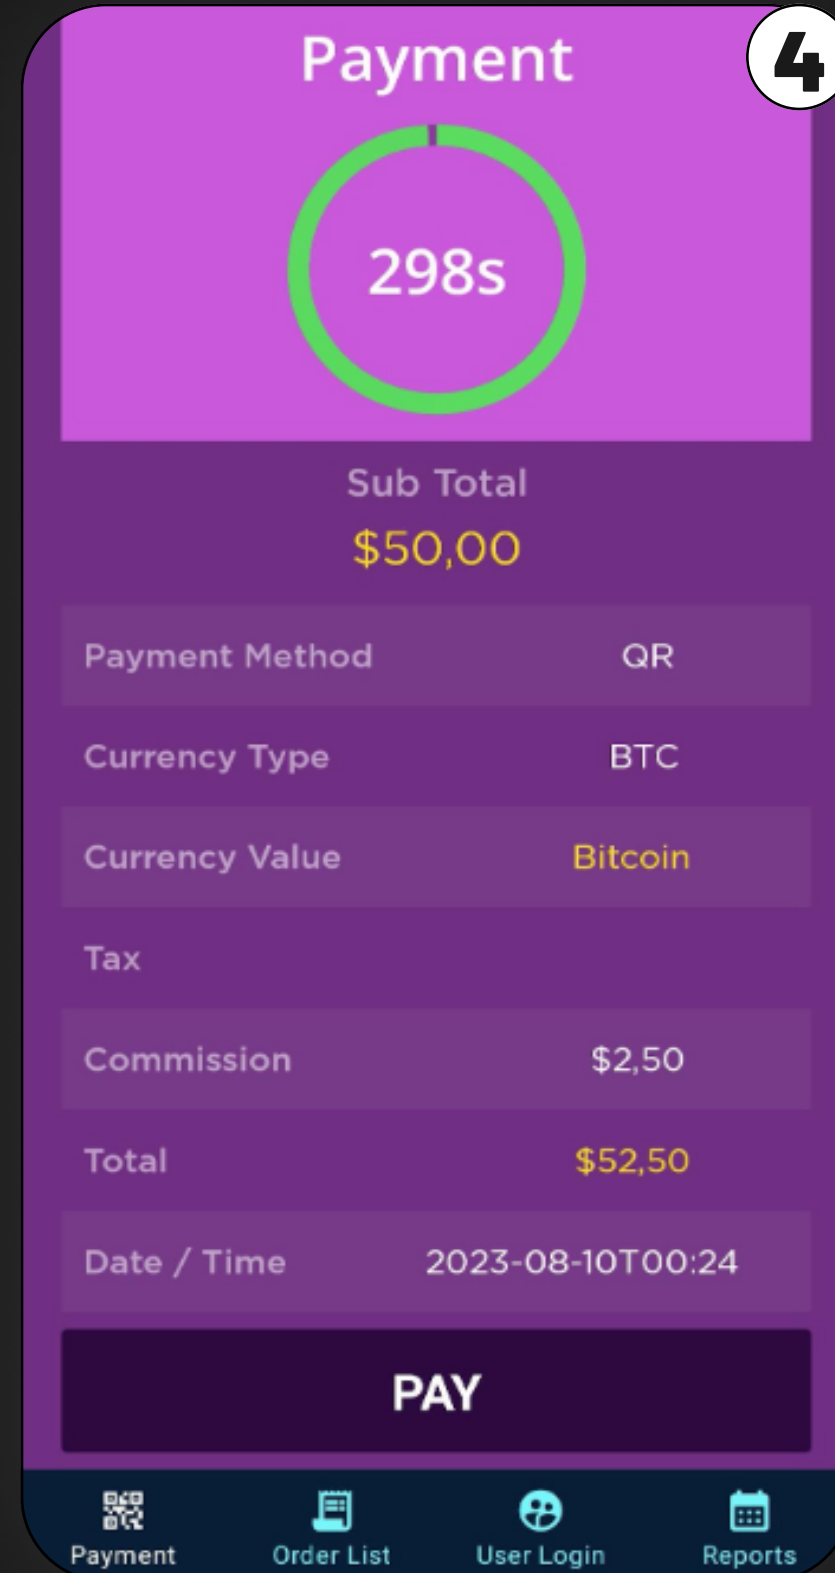 4
Payment
298s
Sub Total
$50,00
Payment Method QR
Currency Type BTC
Currency Value Bitcoin
Tax
Commission $2,50
Total $52,50
Date / Time 2023-08-10T00:24
PAY
Payment Order List User Login Reports